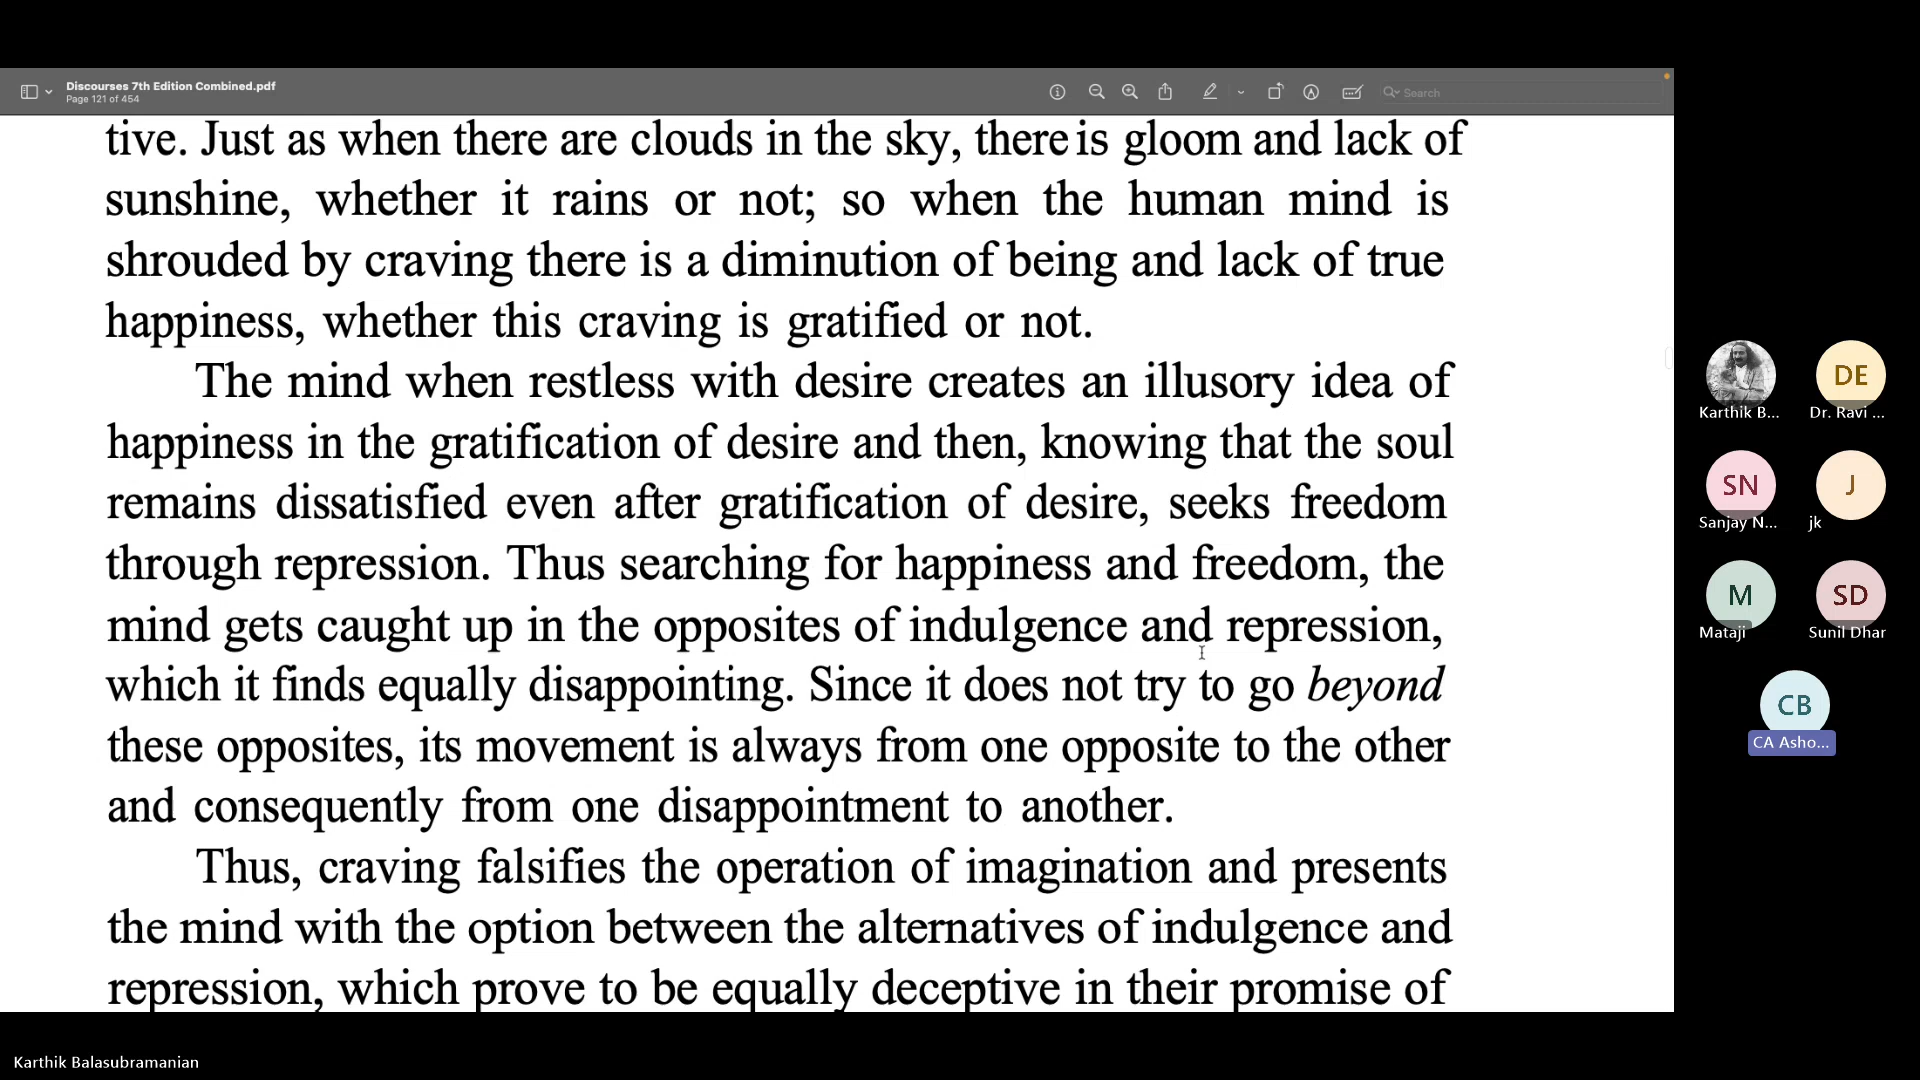 Discourses 7th Edition Combined.pdf
Page 121 of 454
Search
tive. Just as when there are clouds in the sky, there is gloom and lack of
sunshine, whether it rains or not; so when the human mind is
shrouded by craving there is a diminution of being and lack of true
happiness, whether this craving is gratified or not.
The mind when restless with desire creates an illusory idea of
happiness in the gratification of desire and then, knowing that the soul
remains dissatisfied even after gratification of desire, seeks freedom
through repression. Thus searching for happiness and freedom, the
mind gets caught up in the opposites of indulgence and repression,
which it finds equally disappointing. Since it does not try to go beyond
these opposites, its movement is always from one opposite to the other
and consequently from one disappointment to another.
Thus, craving falsifies the operation of imagination and presents
the mind with the option between the alternatives of indulgence and
repression, which prove to be equally deceptive in their promise of
Karthik B...
DE
Dr. Ravi ...
SN
Sanjay N...
J
jk
M
Mataji
SD
Sunil Dhar
CB
CA Asho...
Karthik Balasubramanian